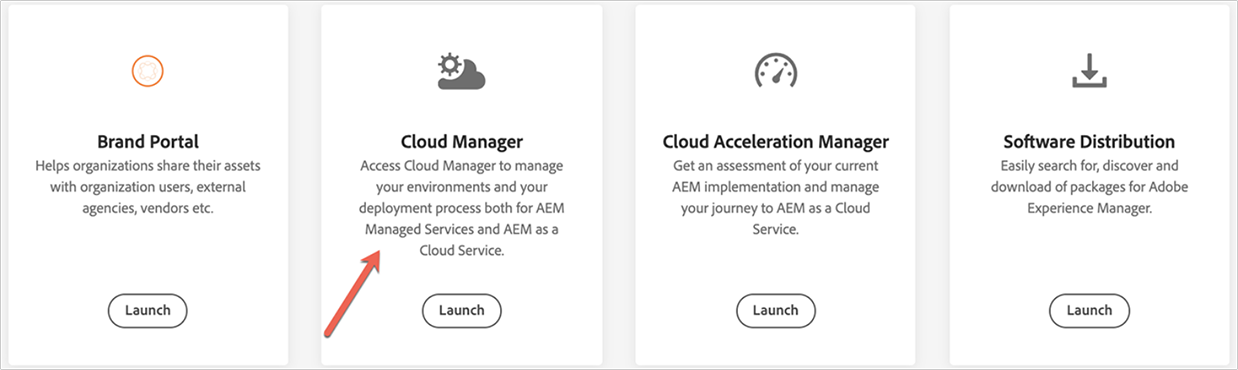 Brand Portal
Helps organizations share their assets
with organization users, external
agencies, vendors etc.
Launch
Cloud Manager
Access Cloud Manager to manage
your environments and your
deployment process both for AEM
Managed Services and AEM as a
Cloud Service.
Launch
Cloud Acceleration Manager
Get an assessment of your current
AEM implementation and manage
your journey to AEM as a Cloud
Service.
Launch
Software Distribution
Easily search for, discover and
download of packages for Adobe
Experience Manager.
Launch